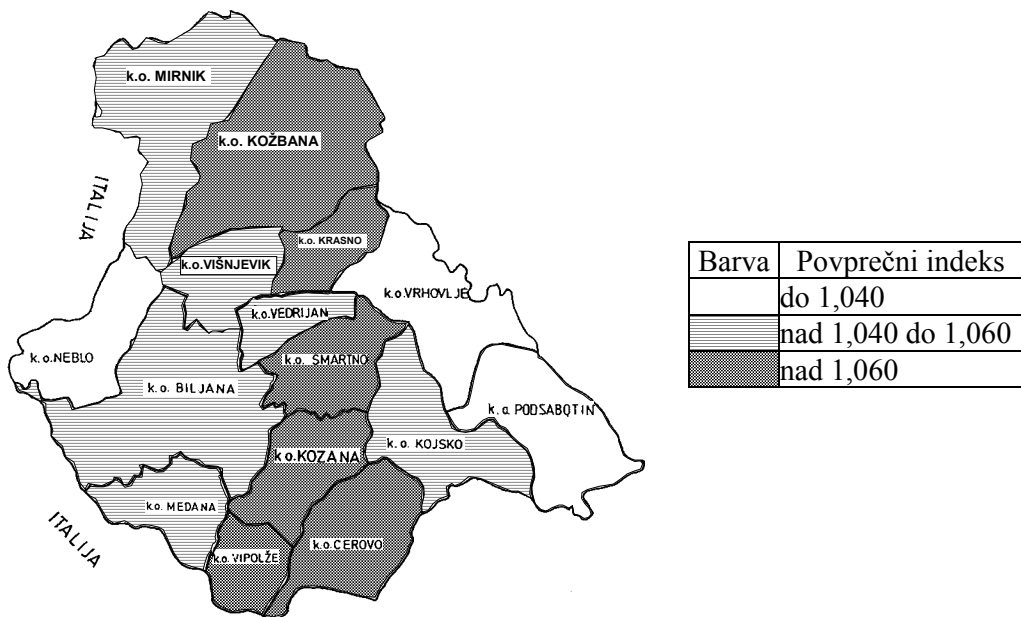 k.o. MIRNIK
k.o. KOŽBANA
ITALIJA
k.o. KRASNO
k.o.VIŠNJEVIK
k.o.VRHOVLJE
k.o.VEDRIJAN
k.o.NEBLO
k.o. SMARTNO
k.o. BILJANA
k.o. PODSABOTIN
k.o. KOJSKO
k.o.KOZANA
k.o. MEDANA
ITALIJA
k.o.CEROVO
k.o. VIPOLŽE
Barva Povprečni indeks
do 1,040
nad 1,040 do 1,060
nad 1,060